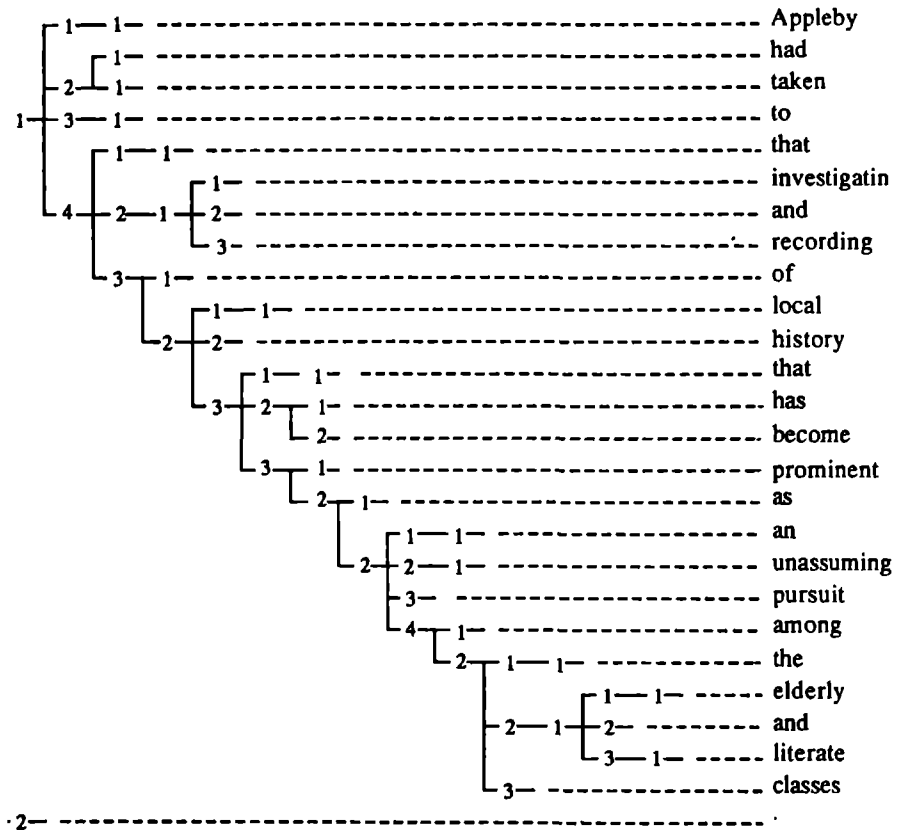 1 1 Appleby
1 had
2 1 taken
1 3 1 to
1 1 that
1 investigatin
4 2 1 2 and
3 recording
3 1 of
1 1 local
2 2 history
1 1 that
3 2 1 has
2 become
3 1 prominent
2 1 as
1 1 an
2 2 1 unassuming
3 pursuit
4 1 among
2 1 1 the
1 1 elderly
2 1 2 and
3 1 literate
3 classes
2 .